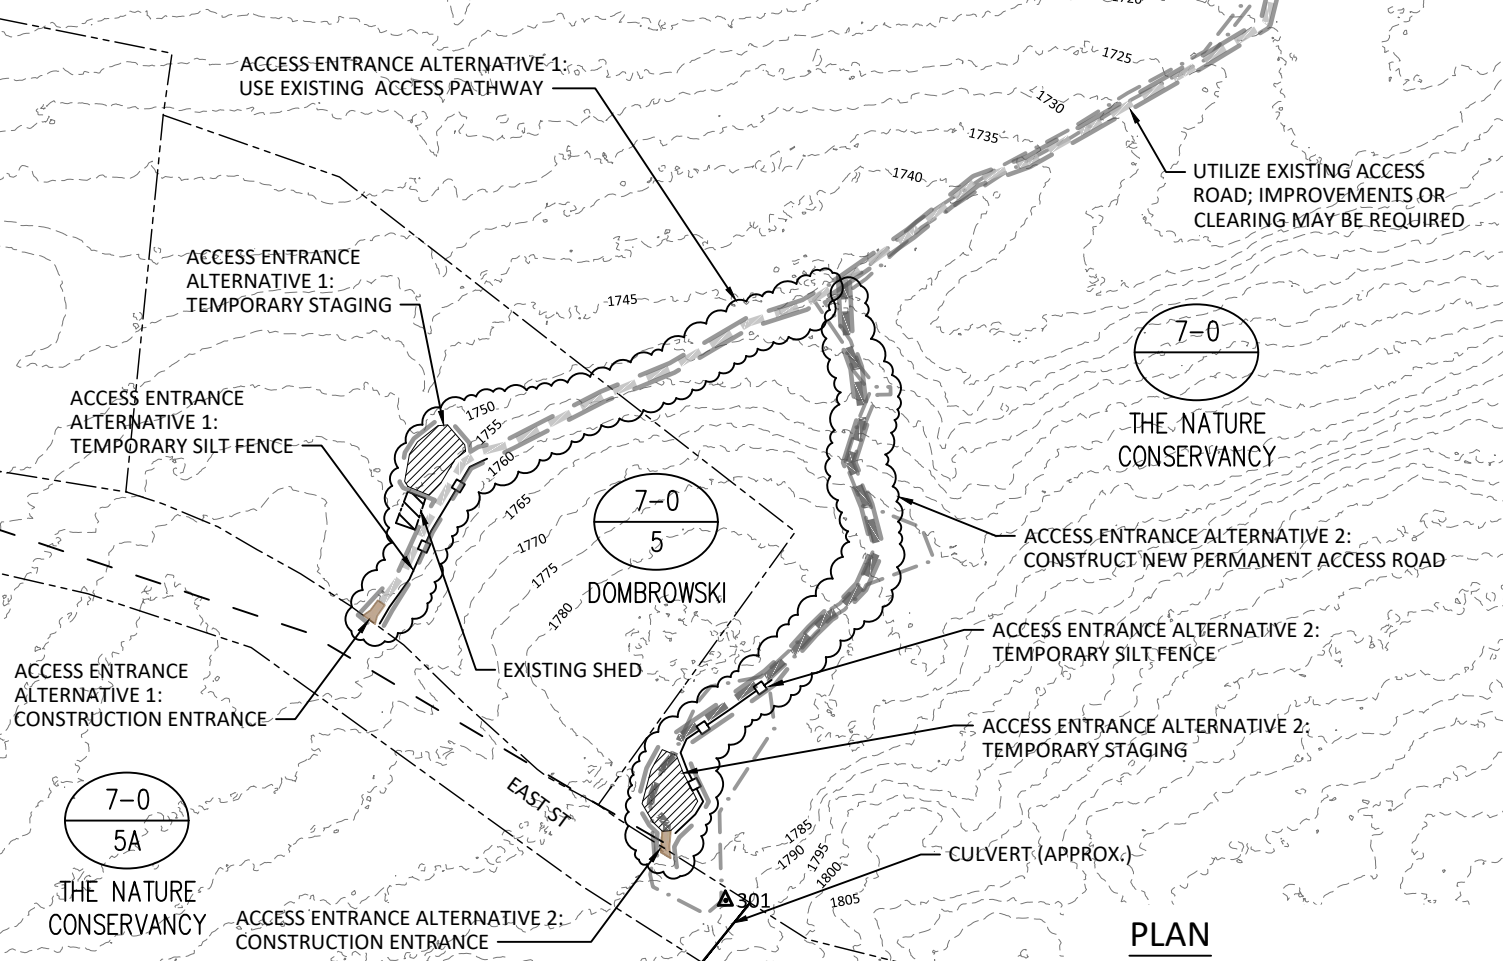 1720
1725
ACCESS ENTRANCE ALTERNATIVE 1:
USE EXISTING ACCESS PATHWAY
1730
1735
1740
UTILIZE EXISTING ACCESS
ROAD; IMPROVEMENTS OR
CLEARING MAY BE REQUIRED
ACCESS ENTRANCE
ALTERNATIVE 1:
TEMPORARY STAGING
1745
7-0
THE NATURE
CONSERVANCY
ACCESS ENTRANCE
ALTERNATIVE 1:
TEMPORARY SILT FENCE
1750
1755
1760
1765
1770
1775
1780
7-0
5
DOMBROWSKI
ACCESS ENTRANCE ALTERNATIVE 2:
CONSTRUCT NEW PERMANENT ACCESS ROAD
ACCESS ENTRANCE ALTERNATIVE 2:
TEMPORARY SILT FENCE
EXISTING SHED
ACCESS ENTRANCE
ALTERNATIVE 1:
CONSTRUCTION ENTRANCE
ACCESS ENTRANCE ALTERNATIVE 2:
TEMPORARY STAGING
EAST ST
7-0
5A
THE NATURE
CONSERVANCY
1785
1790
1795
1800
1805
CULVERT (APPROX.)
301
ACCESS ENTRANCE ALTERNATIVE 2:
CONSTRUCTION ENTRANCE
PLAN